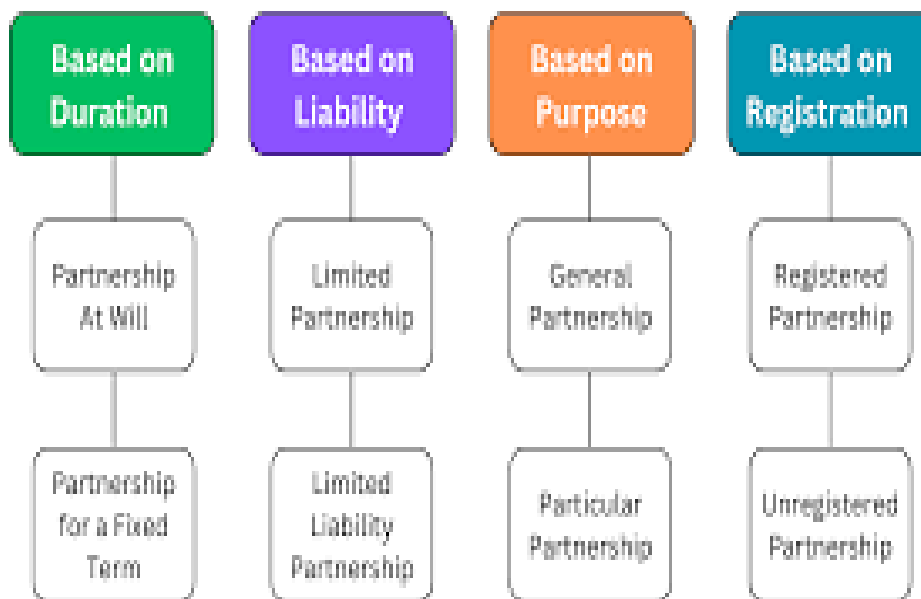 Based on
Duration
Based on
Liability
Based on
Purpose
Based on
Registration
Partnership
At Will
Limited
Partnership
General
Partnership
Registered
Partnership
Partnership
for a Fixed
Term
Limited
Liability
Partnership
Particular
Partnership
Unregistered
Partnership